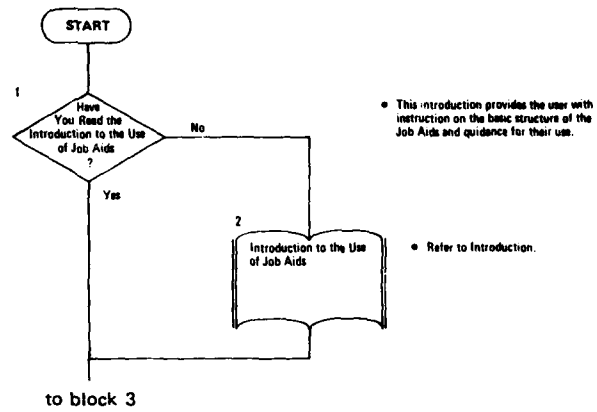 START
1
Have
You Read the
Introduction to the Use
of Job Aids
?
No
Yes
• This introduction provides the user with
instruction on the basic structure of the
Job Aids and guidance for their use.
2
Introduction to the Use
of Job Aids
• Refer to Introduction.
to block 3